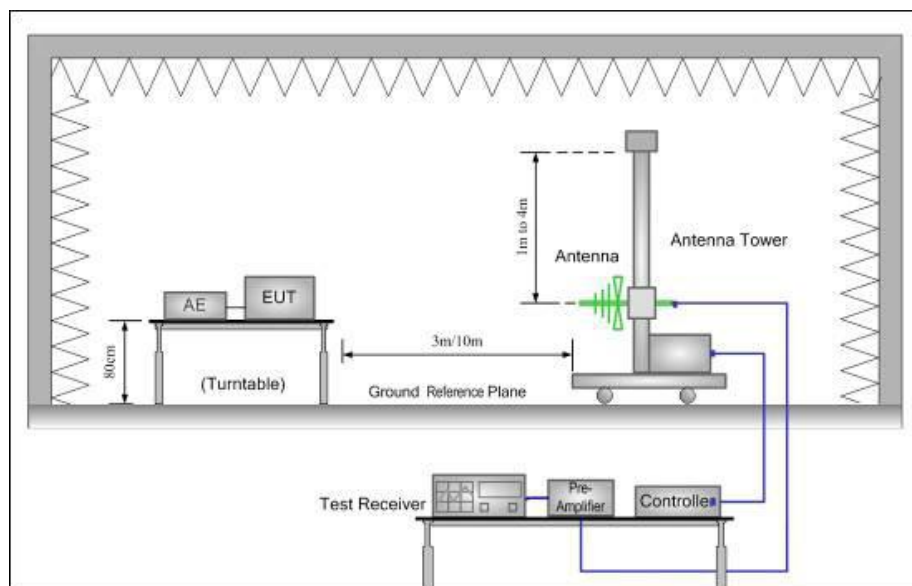 1m to 4m
Antenna
Antenna Tower
AE
EUT
80cm
(Turntable)
3m/10m
Ground Reference Plane
Test Receiver
Pre-
Amplifier
Controller